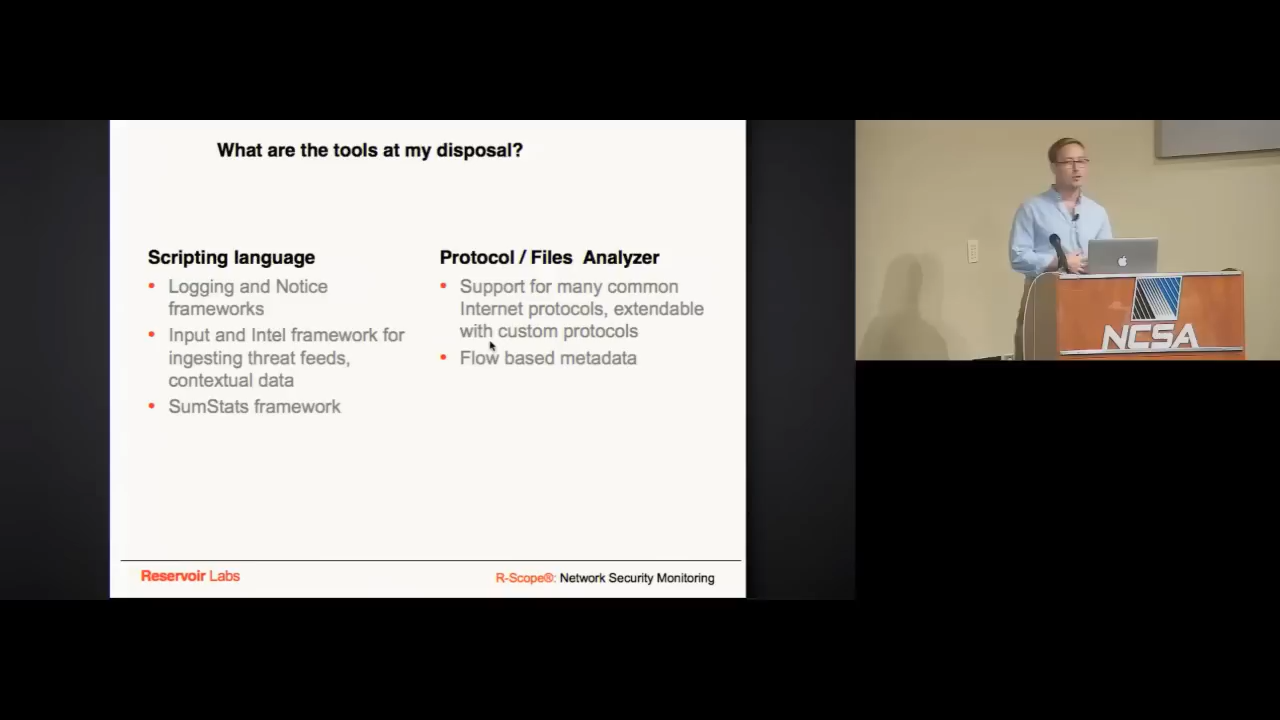 What are the tools at my disposal?
Scripting language
• Logging and Notice
frameworks
• Input and Intel framework for
ingesting threat feeds,
contextual data
• SumStats framework
Protocol / Files Analyzer
• Support for many common
Internet protocols, extendable
with custom protocols
• Flow based metadata
Reservoir Labs
R-Scope®: Network Security Monitoring
NCSA